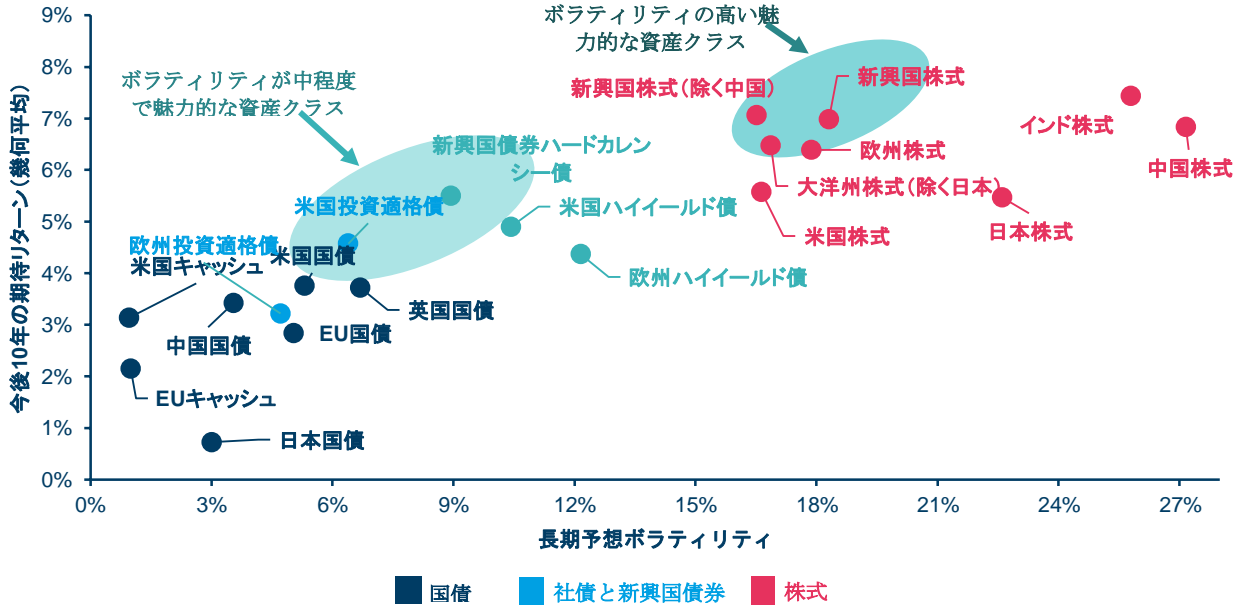 9%
8%
7%
6%
5%
4%
3%
2%
1%
0%
今後10年の期待リターン（幾何平均）
ボラティリティの高い魅
力的な資産クラス
ボラティリティが中程度
で魅力的な資産クラス
新興国株式（除く中国）
新興国株式
インド株式
中国株式
欧州株式
大洋州株式（除く日本）
日本株式
米国株式
新興国債券ハードカレン
シー債
米国投資適格債
米国ハイイールド債
欧州ハイイールド債
欧州投資適格債
米国国債
米国キャッシュ
英国国債
中国国債
EU国債
EUキャッシュ
日本国債
0%
3%
6%
9%
12%
15%
18%
21%
24%
27%
長期予想ボラティリティ
国債
社債と新興国債券
株式